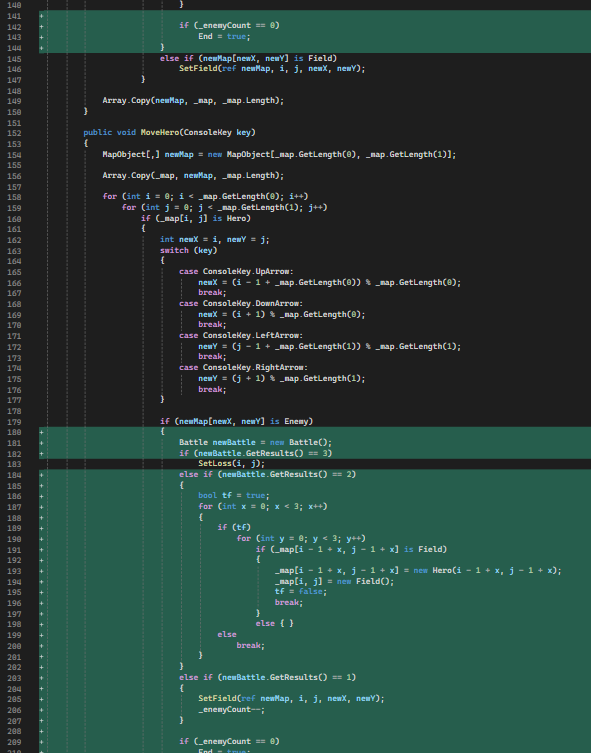 140 }
141 +
142 + if (_enemyCount == 0)
143 + End = true;
144 + }
145 else if (newMap[newX, newY] is Field)
146 SetField(ref newMap, i, j, newX, newY);
147 }
148
149 Array.Copy(newMap, _map, _map.Length);
150 }
151
152 public void MoveHero(ConsoleKey key)
153 {
154 MapObject[,] newMap = new MapObject[_map.GetLength(0), _map.GetLength(1)];
155
156 Array.Copy(_map, newMap, _map.Length);
157
158 for (int i = 0; i < _map.GetLength(0); i++)
159 for (int j = 0; j < _map.GetLength(1); j++)
160 if (_map[i, j] is Hero)
161 {
162 int newX = i, newY = j;
163 switch (key)
164 {
165 case ConsoleKey.UpArrow:
166 newX = (i - 1 + _map.GetLength(0)) % _map.GetLength(0);
167 break;
168 case ConsoleKey.DownArrow:
169 newX = (i + 1) % _map.GetLength(0);
170 break;
171 case ConsoleKey.LeftArrow:
172 newY = (j - 1 + _map.GetLength(1)) % _map.GetLength(1);
173 break;
174 case ConsoleKey.RightArrow:
175 newY = (j + 1) % _map.GetLength(1);
176 break;
177 }
178
179 if (newMap[newX, newY] is Enemy)
180 + {
181 + Battle newBattle = new Battle();
182 + if (newBattle.GetResults() == 3)
183 SetLoss(i, j);
184 + else if (newBattle.GetResults() == 2)
185 + {
186 + bool tf = true;
187 + for (int x = 0; x < 3; x++)
188 + {
189 + if (tf)
190 + for (int y = 0; y < 3; y++)
191 + if (_map[i - 1 + x, j - 1 + x] is Field)
192 + {
193 + _map[i - 1 + x, j - 1 + x] = new Hero(i - 1 + x, j - 1 + x);
194 + _map[i, j] = new Field();
195 + tf = false;
196 + break;
197 + }
198 + else { }
199 + else
200 + break;
201 + }
202 + }
203 + else if (newBattle.GetResults() == 1)
204 + {
205 + SetField(ref newMap, i, j, newX, newY);
206 + _enemyCount--;
207 + }
208 +
209 + if (_enemyCount == 0)
210 + End = true;